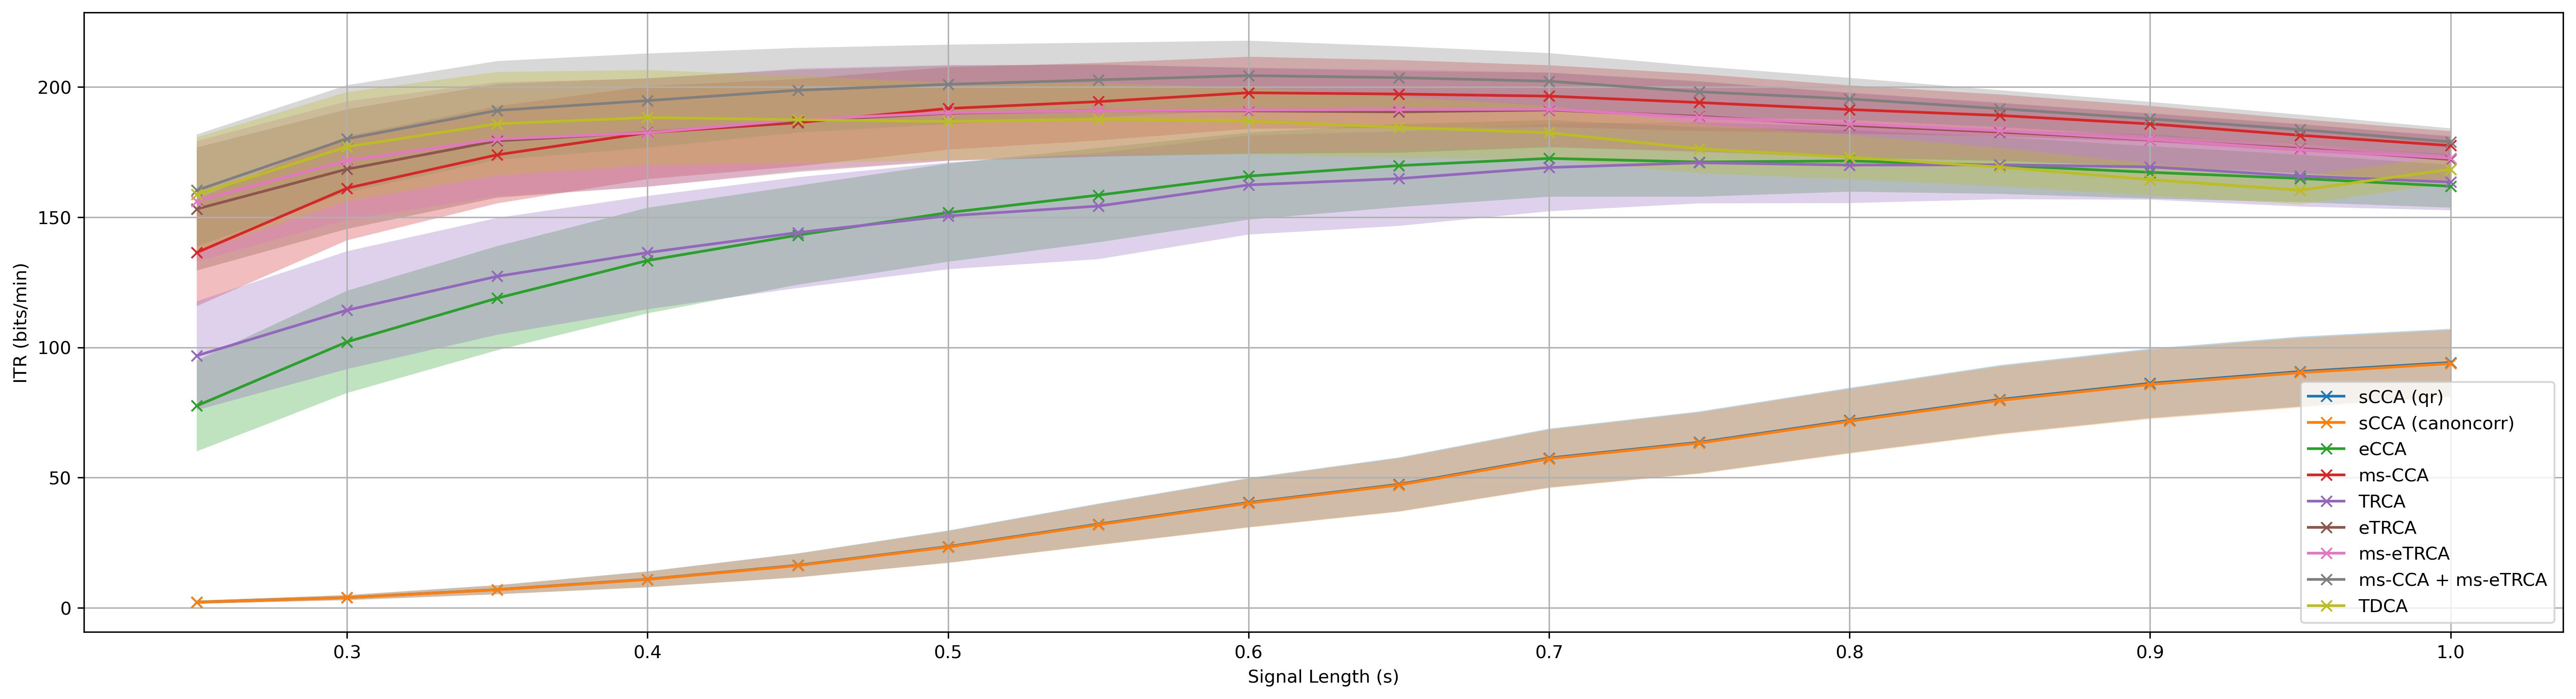 ITR (bits/min)
200
150
100
50
0
0.3 0.4 0.5 0.6 0.7 0.8 0.9 1.0
Signal Length (s)
sCCA (qr)
sCCA (canoncorr)
eCCA
ms-CCA
TRCA
eTRCA
ms-eTRCA
ms-CCA + ms-eTRCA
TDCA